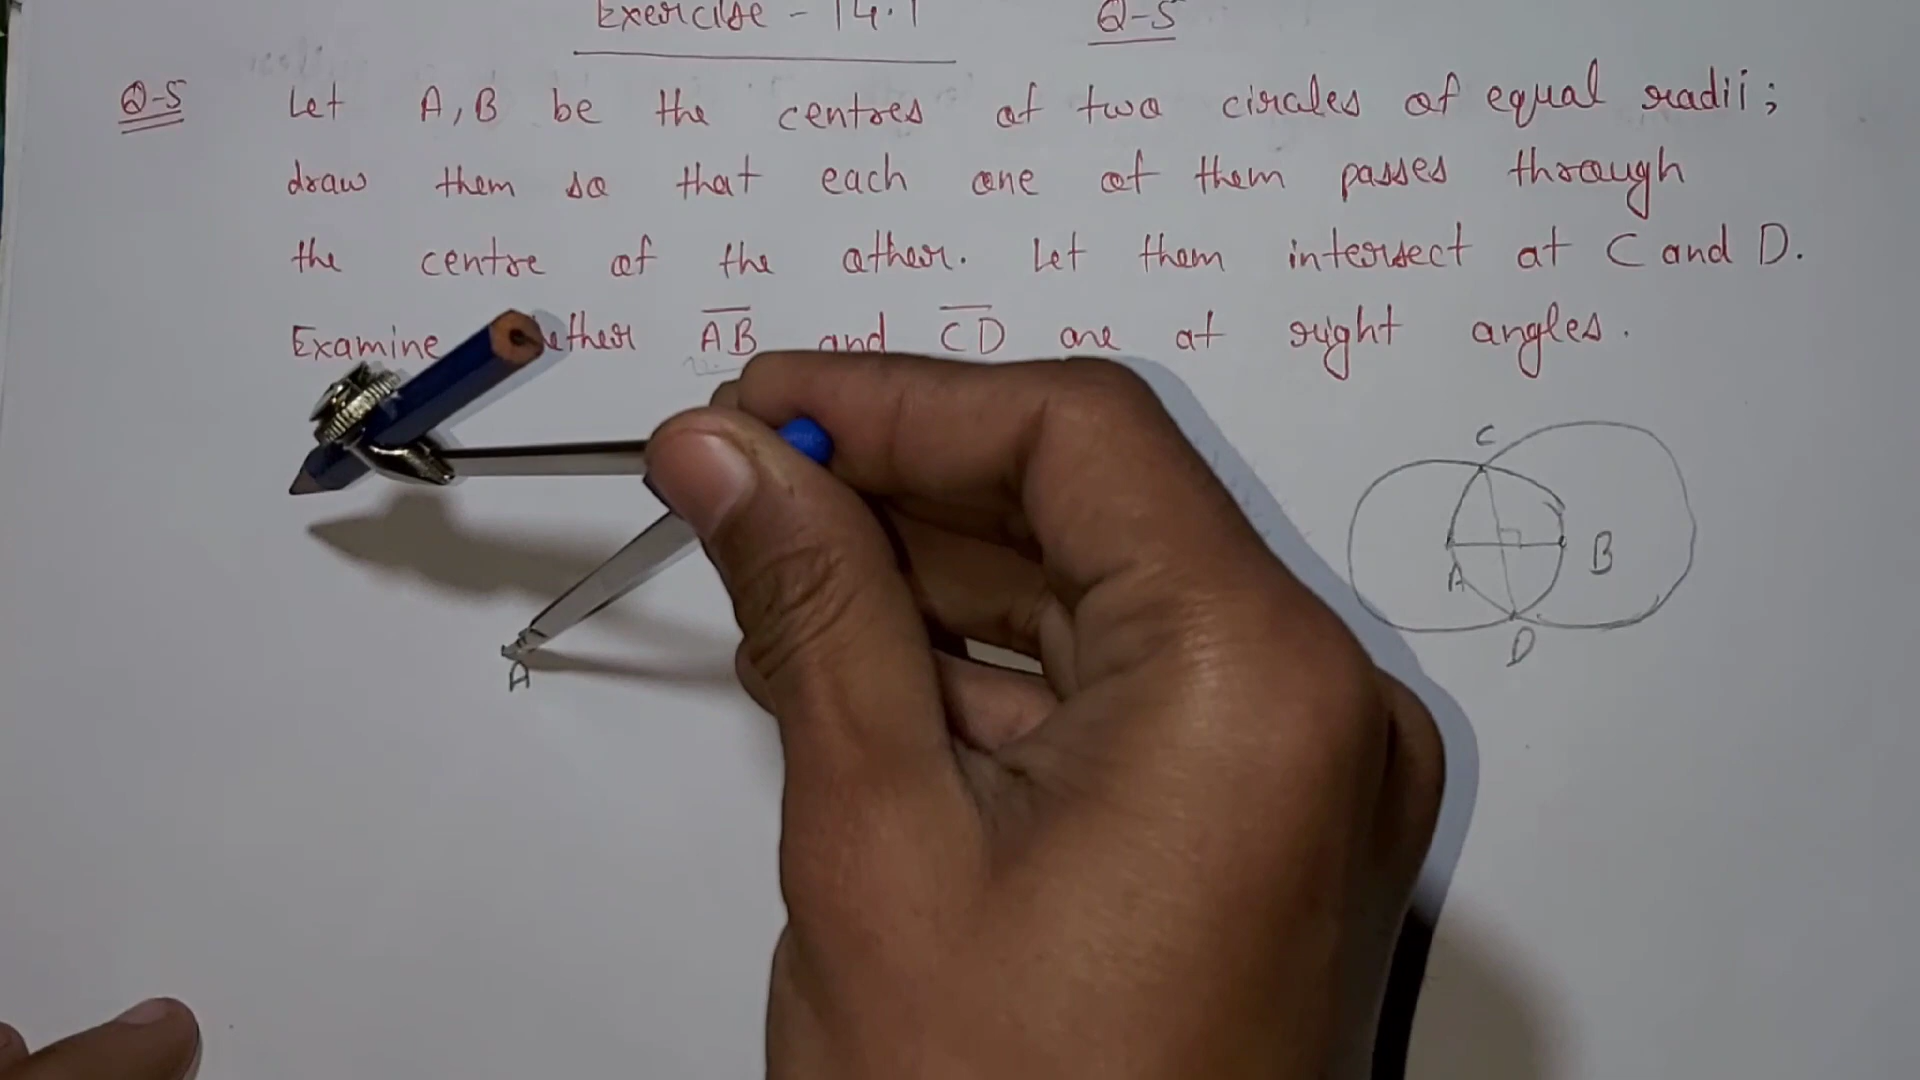 Exercise - 14.1 Q-5
Q-5 Let A, B be the centres of two circles of equal radii;
draw them so that each one of them passes through
the centre of the other. Let them intersect at C and D.
Examine AB and CD are at right angles.
C
A B
D
A